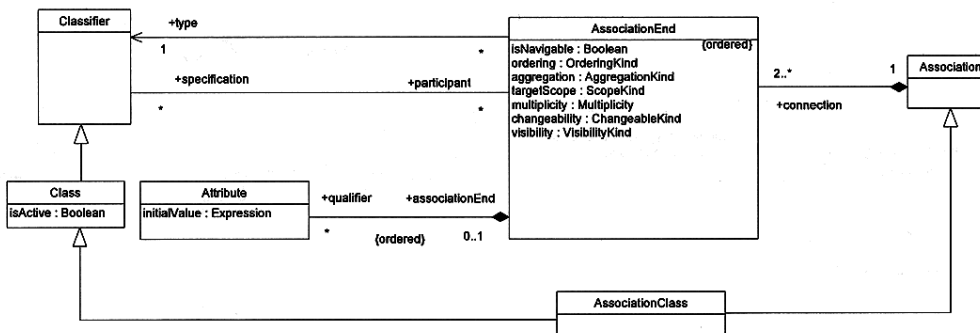 Classifier
+type
1
*
+specification
*
+participant
*
AssociationEnd
{ordered}
isNavigable : Boolean
ordering : OrderingKind
aggregation : AggregationKind
targetScope : ScopeKind
multiplicity : Multiplicity
changeability : ChangeableKind
visibility : VisibilityKind
2..*
1
+connection
Association
Class
isActive : Boolean
Attribute
initialValue : Expression
+qualifier
*
{ordered}
+associationEnd
0..1
AssociationClass